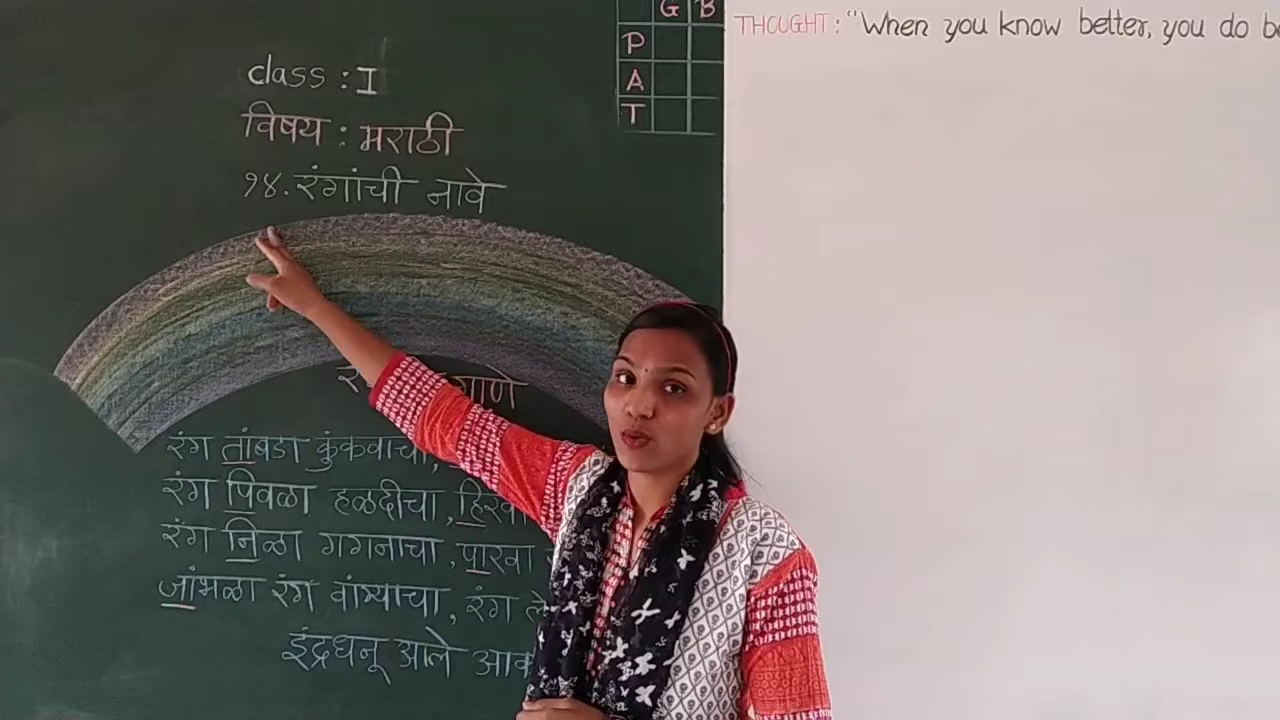 G B
P
A
T
THOUGHT: "When you know better, you do be
class : I
विषय : मराठी
१४. रंगांची नावे
गाणे
रंग तांबडा कुंकवाचा,
रंग पिवळा हळदीचा, हिरवा
रंग निळा गगनाचा, पारवा
जांभळा रंग वांग्याचा, रंग ले
इंद्रधनू आले आक